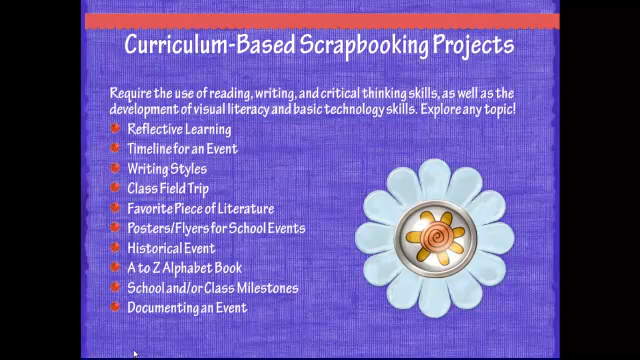 Curriculum-Based Scrapbooking Projects
Require the use of reading, writing, and critical thinking skills, as well as the
development of visual literacy and basic technology skills. Explore any topic!
Reflective Learning
Timeline for an Event
Writing Styles
Class Field Trip
Favorite Piece of Literature
Posters/Flyers for School Events
Historical Event
A to Z Alphabet Book
School and/or Class Milestones
Documenting an Event